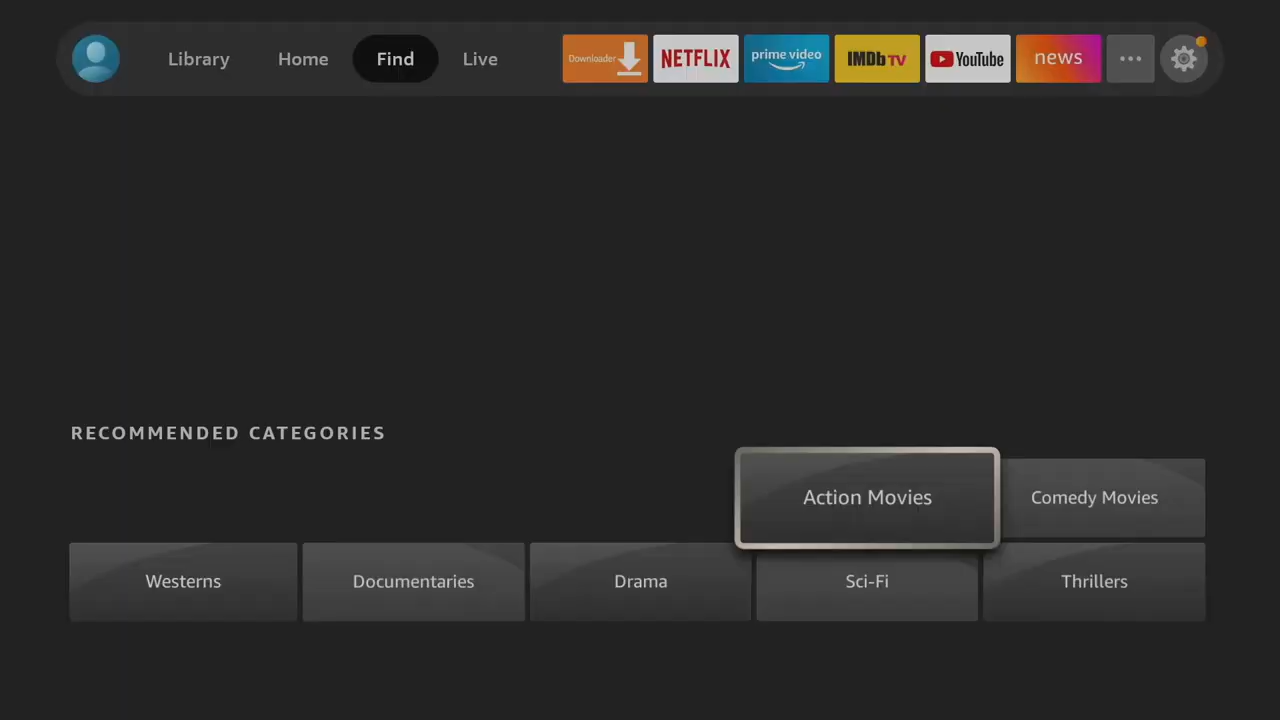 Library Home Find Live Downloader NETFLIX prime video IMDb TV YouTube news
RECOMMENDED CATEGORIES
Action Movies Comedy Movies
Westerns Documentaries Drama Sci-Fi Thrillers